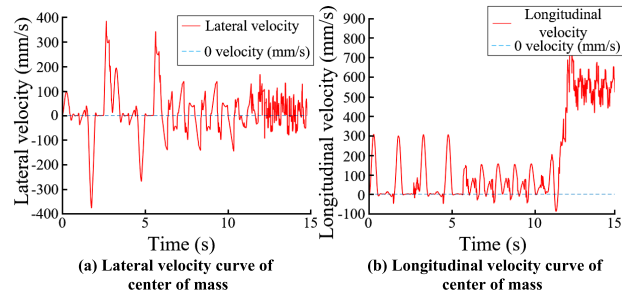 Lateral velocity (mm/s)
400
300
200
100
0
-100
-200
-300
-400
0
5
10
15
Time (s)
Lateral velocity
0 velocity (mm/s)
(a) Lateral velocity curve of
center of mass
Longitudinal velocity (mm/s)
900
800
700
600
500
400
300
200
100
0
-100
0
5
10
15
Time (s)
Longitudinal
velocity
0 velocity (mm/s)
(b) Longitudinal velocity curve of
center of mass